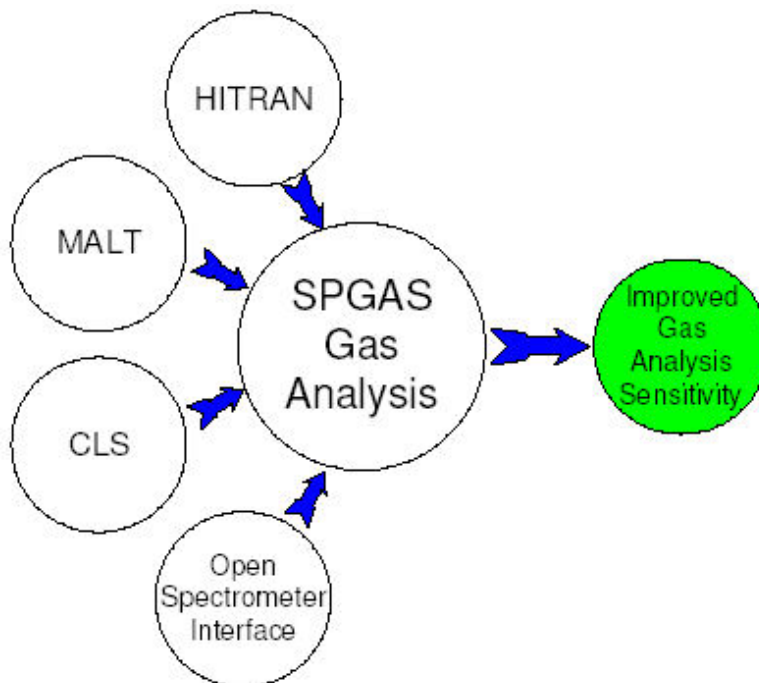 HITRAN
MALT
SPGAS
Gas
Analysis
Improved
Gas
Analysis
Sensitivity
CLS
Open
Spectrometer
Interface